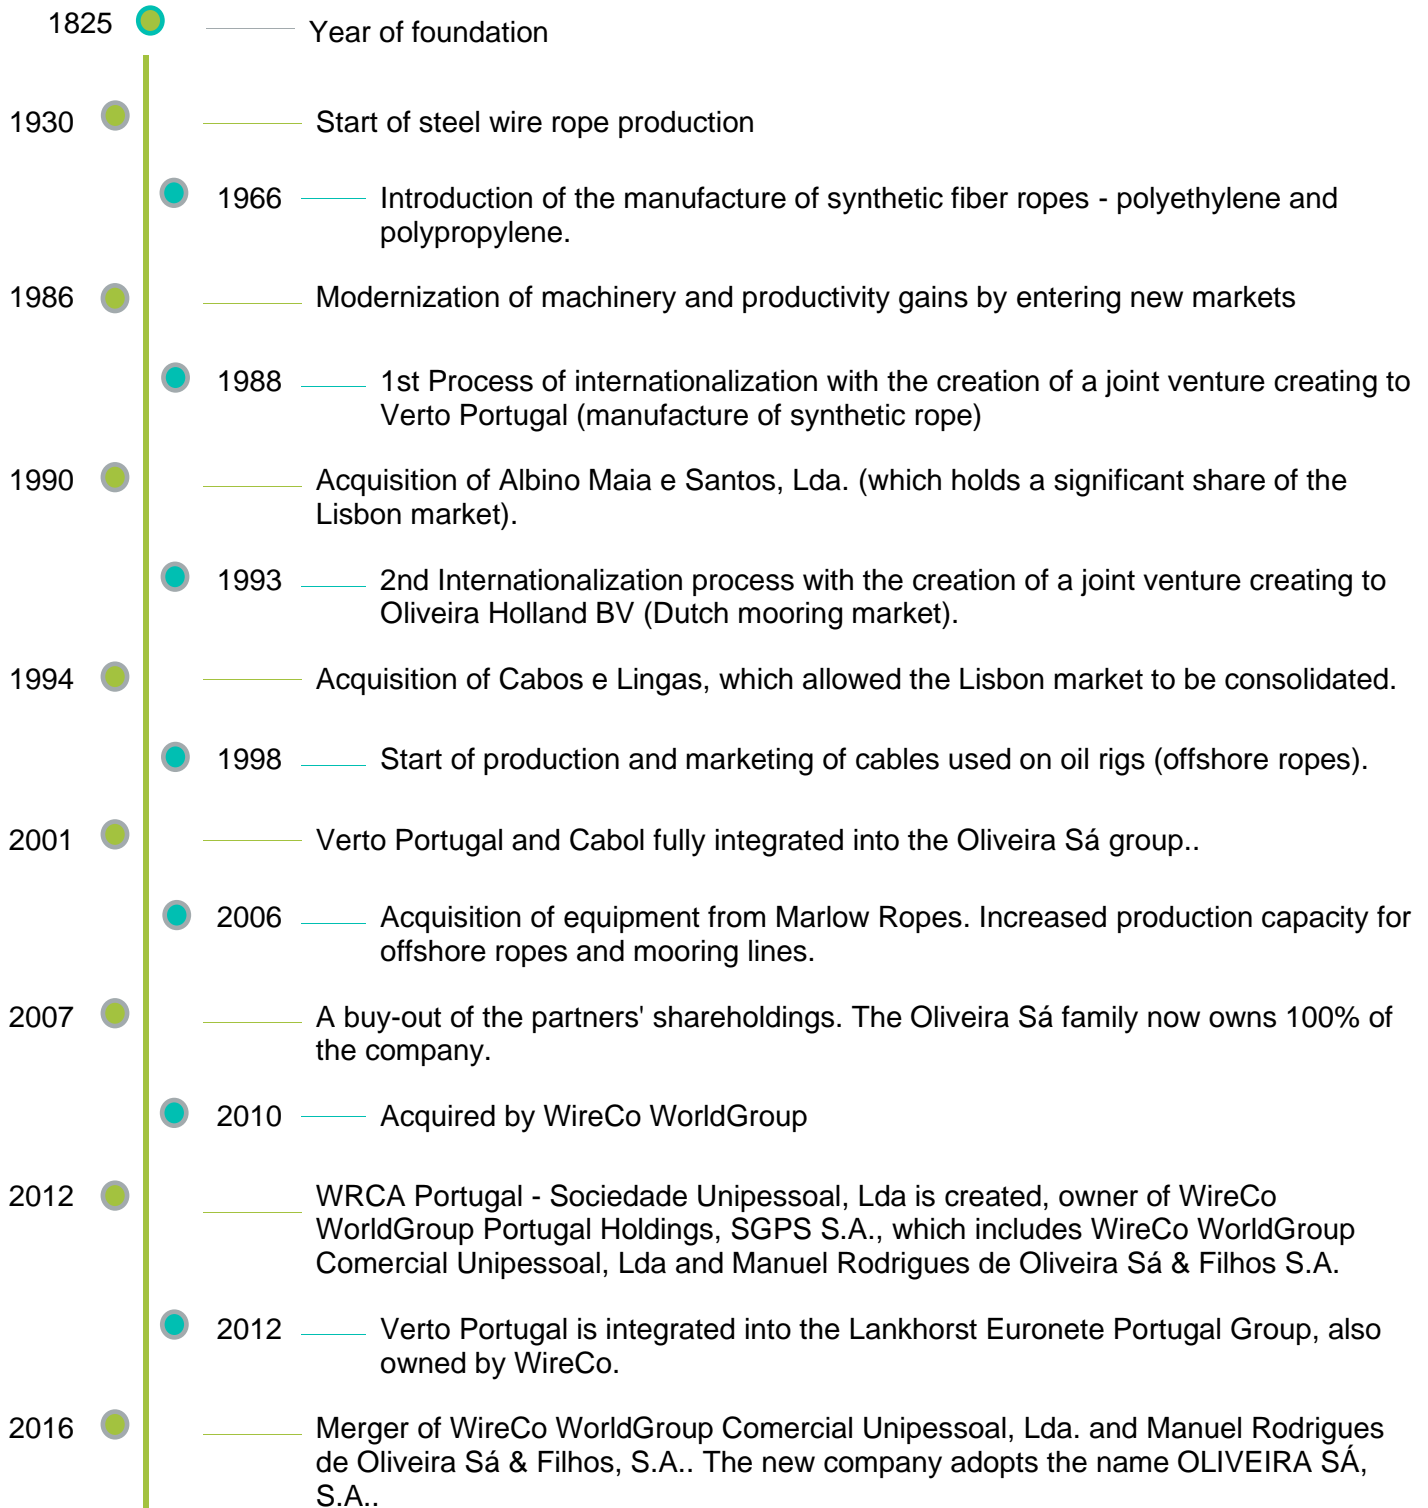 1825 Year of foundation
1930 Start of steel wire rope production
1966 Introduction of the manufacture of synthetic fiber ropes - polyethylene and
polypropylene.
1986 Modernization of machinery and productivity gains by entering new markets
1988 1st Process of internationalization with the creation of a joint venture creating to
Verto Portugal (manufacture of synthetic rope)
1990 Acquisition of Albino Maia e Santos, Lda. (which holds a significant share of the
Lisbon market).
1993 2nd Internationalization process with the creation of a joint venture creating to
Oliveira Holland BV (Dutch mooring market).
1994 Acquisition of Cabos e Lingas, which allowed the Lisbon market to be consolidated.
1998 Start of production and marketing of cables used on oil rigs (offshore ropes).
2001 Verto Portugal and Cabol fully integrated into the Oliveira Sá group..
2006 Acquisition of equipment from Marlow Ropes. Increased production capacity for
offshore ropes and mooring lines.
2007 A buy-out of the partners' shareholdings. The Oliveira Sá family now owns 100% of
the company.
2010 Acquired by WireCo WorldGroup
2012 WRCA Portugal - Sociedade Unipessoal, Lda is created, owner of WireCo
WorldGroup Portugal Holdings, SGPS S.A., which includes WireCo WorldGroup
Comercial Unipessoal, Lda and Manuel Rodrigues de Oliveira Sá & Filhos S.A.
2012 Verto Portugal is integrated into the Lankhorst Euronete Portugal Group, also
owned by WireCo.
2016 Merger of WireCo WorldGroup Comercial Unipessoal, Lda. and Manuel Rodrigues
de Oliveira Sá & Filhos, S.A.. The new company adopts the name OLIVEIRA SÁ,
S.A..